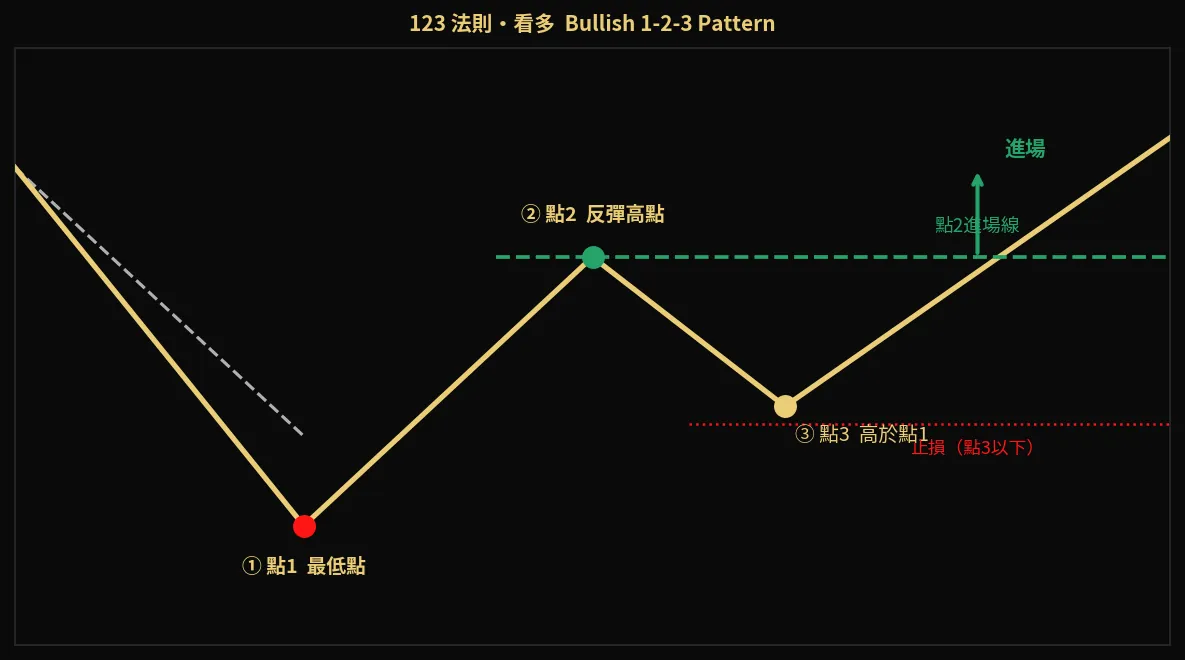 123 法則・看多 Bullish 1-2-3 Pattern
進場
② 點2 反彈高點
點2進場線
③ 點3 高於點1
止損（點3以下）
① 點1 最低點